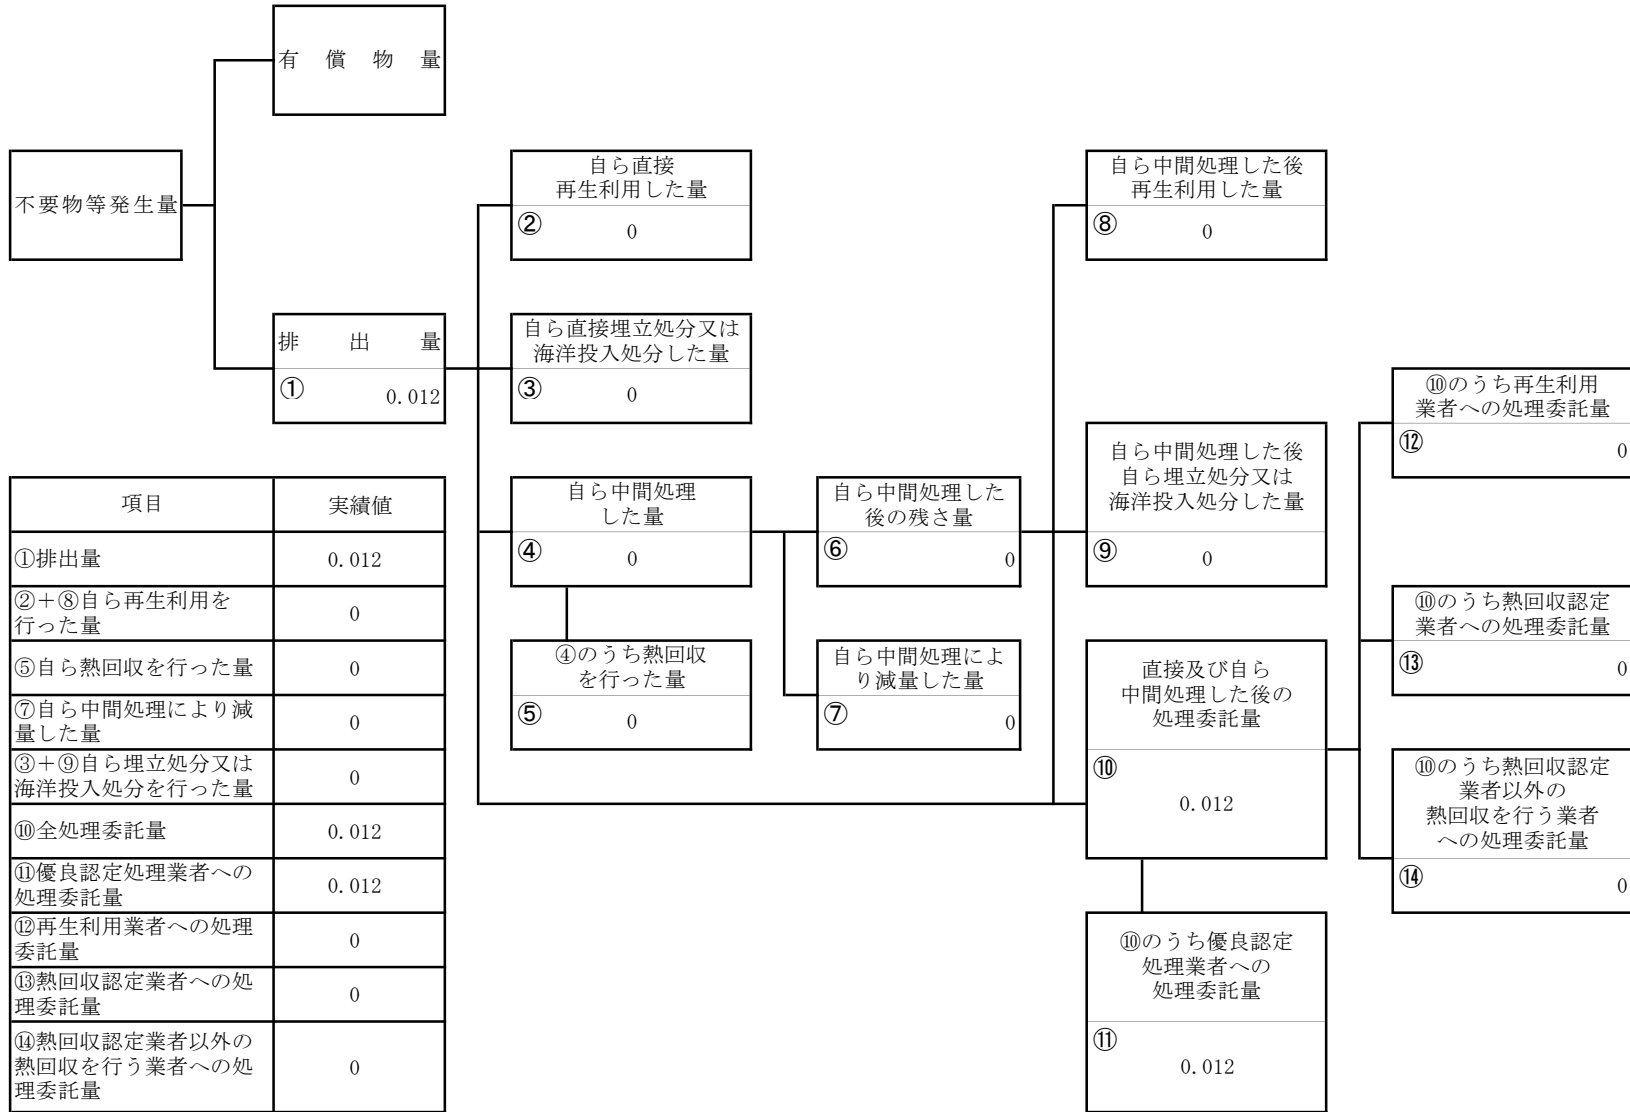 有償物量
不要物等発生量
排出量
① 0.012
自ら直接
再生利用した量
② 0
自ら直接埋立処分又は
海洋投入処分した量
③ 0
自ら中間処理
した量
④ 0
④のうち熱回収
を行った量
⑤ 0
自ら中間処理した
後の残さ量
⑥ 0
自ら中間処理によ
り減量した量
⑦ 0
自ら中間処理した後
再生利用した量
⑧ 0
自ら中間処理した後
自ら埋立処分又は
海洋投入処分した量
⑨ 0
直接及び自ら
中間処理した後の
処理委託量
⑩
0.012
⑩のうち優良認定
処理業者への
処理委託量
⑪
0.012
⑩のうち再生利用
業者への処理委託量
⑫ 0
⑩のうち熱回収認定
業者への処理委託量
⑬ 0
⑩のうち熱回収認定
業者以外の
熱回収を行う業者
への処理委託量
⑭ 0
項目 実績値
①排出量 0.012
②+⑧自ら再生利用を
行った量 0
⑤自ら熱回収を行った量 0
⑦自ら中間処理により減
量した量 0
③+⑨自ら埋立処分又は
海洋投入処分を行った量 0
⑩全処理委託量 0.012
⑪優良認定処理業者への
処理委託量 0.012
⑫再生利用業者への処理
委託量 0
⑬熱回収認定業者への処
理委託量 0
⑭熱回収認定業者以外の
熱回収を行う業者への処
理委託量 0